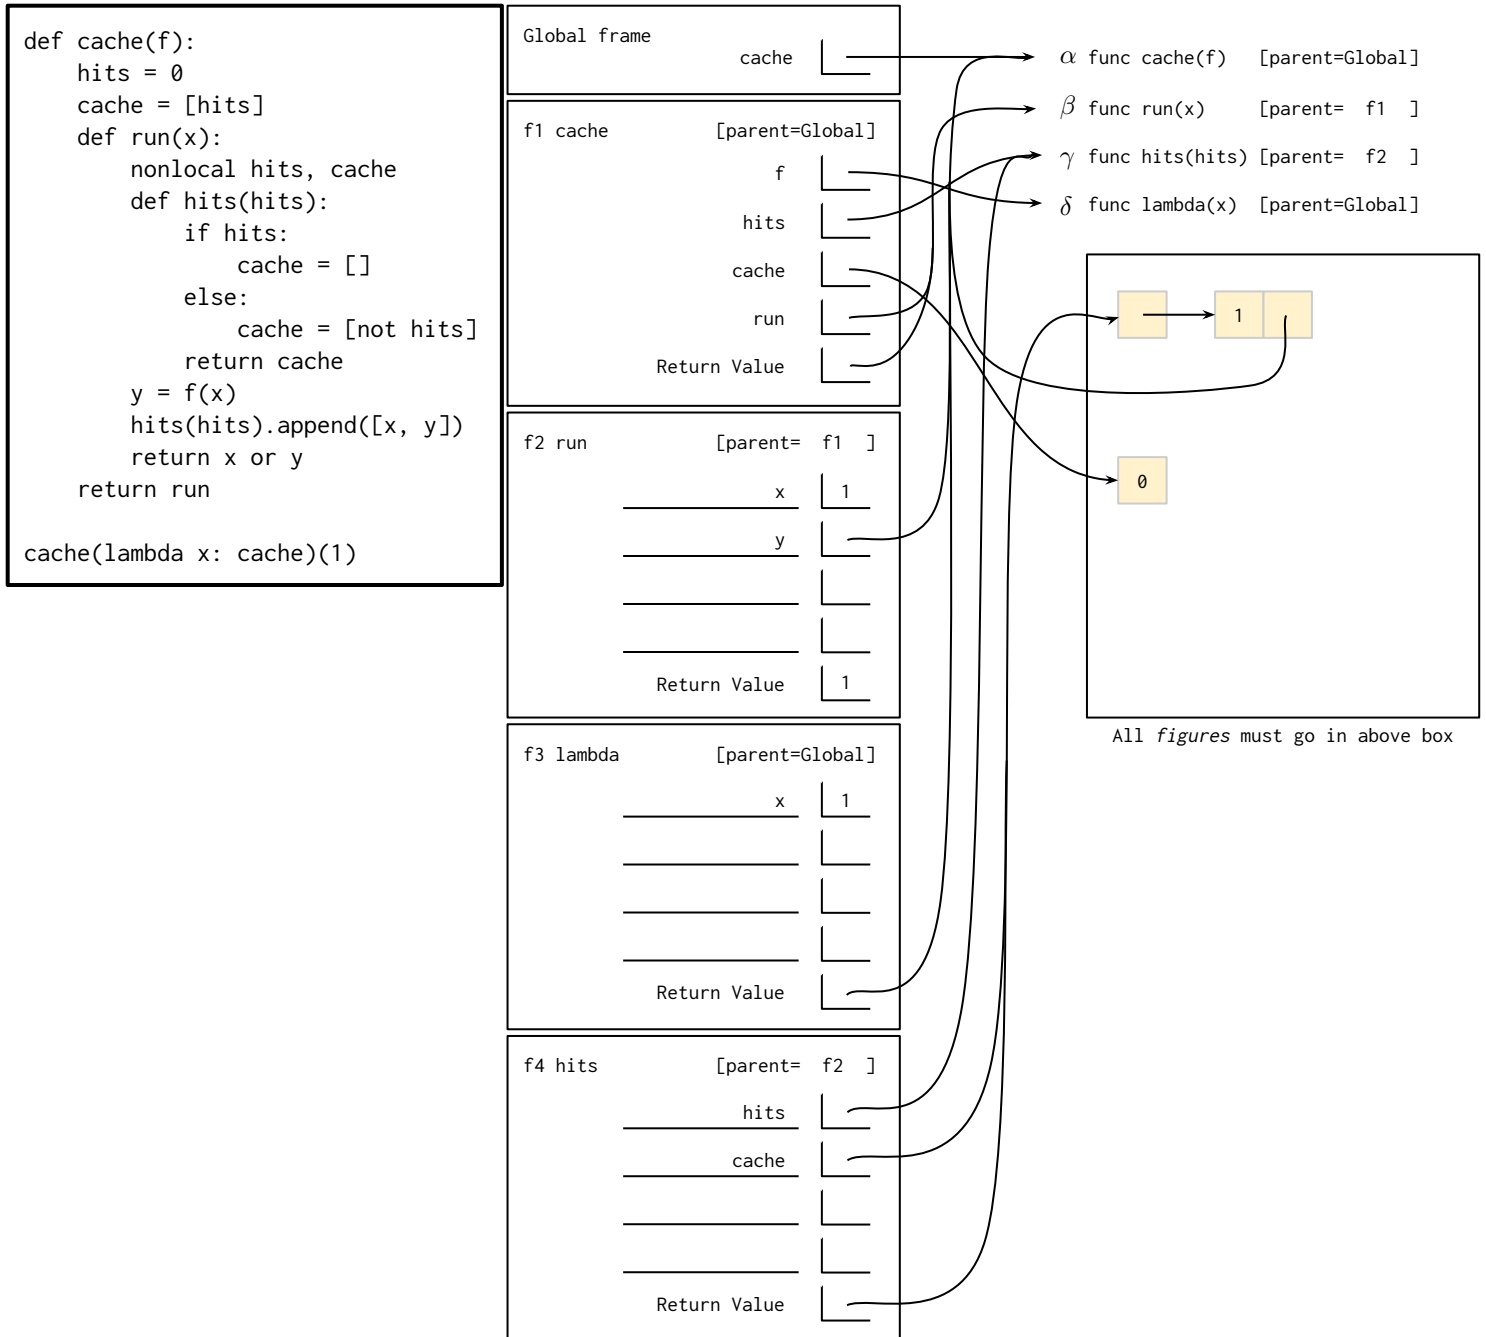 def cache(f):
    hits = 0
    cache = [hits]
    def run(x):
        nonlocal hits, cache
        def hits(hits):
            if hits:
                cache = []
            else:
                cache = [not hits]
            return cache
        y = f(x)
        hits(hits).append([x, y])
        return x or y
    return run
cache(lambda x: cache)(1)
Global frame
cache
f1 cache [parent=Global]
f
hits
cache
run
Return Value
f2 run [parent= f1 ]
x 1
y
Return Value 1
f3 lambda [parent=Global]
x 1
Return Value
f4 hits [parent= f2 ]
hits
cache
Return Value
α func cache(f) [parent=Global]
β func run(x) [parent= f1 ]
γ func hits(hits) [parent= f2 ]
δ func lambda(x) [parent=Global]
1
0
All figures must go in above box